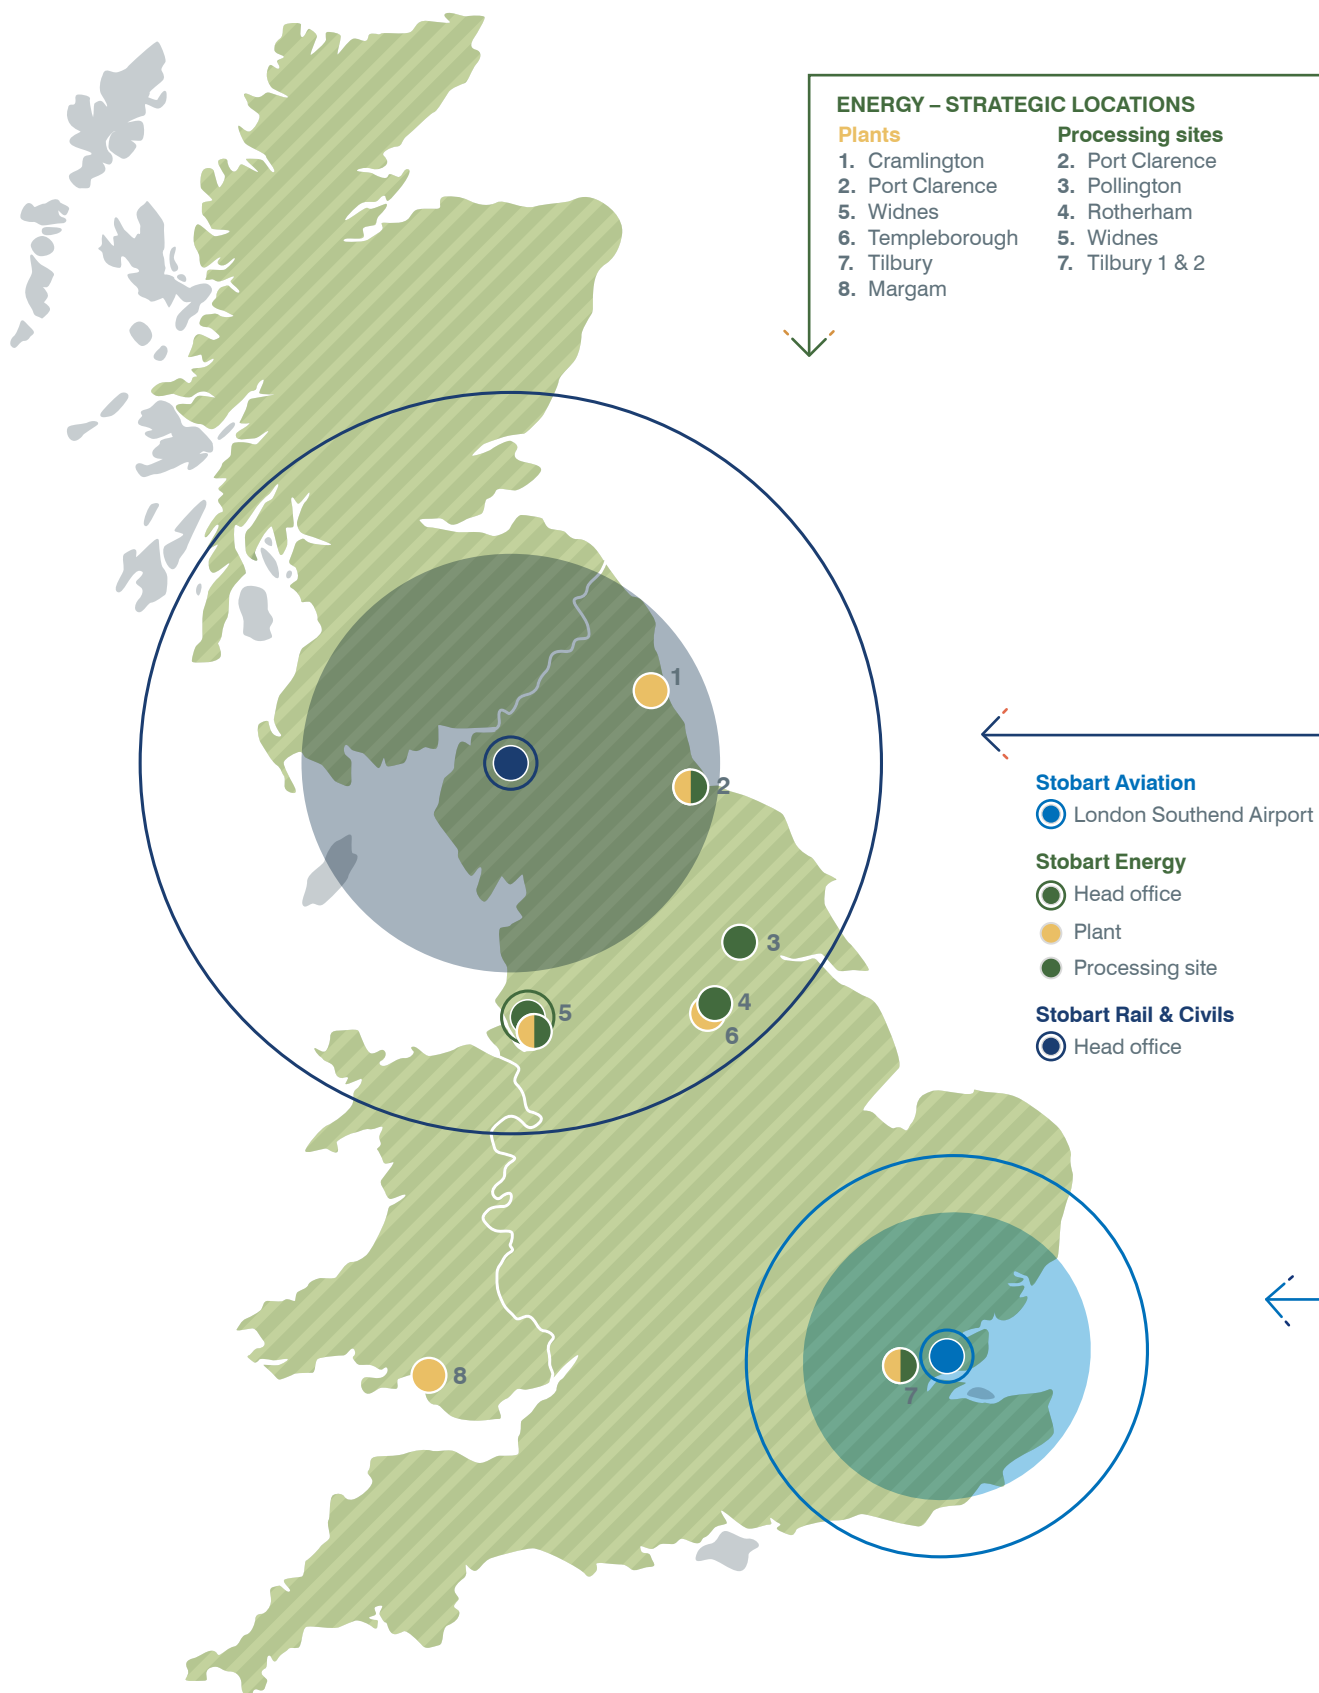 ENERGY – STRATEGIC LOCATIONS
Plants
1. Cramlington
2. Port Clarence
5. Widnes
6. Templeborough
7. Tilbury
8. Margam
Processing sites
2. Port Clarence
3. Pollington
4. Rotherham
5. Widnes
7. Tilbury 1 & 2
1
2
3
4
5
6
7
8
Stobart Aviation
London Southend Airport
Stobart Energy
Head office
Plant
Processing site
Stobart Rail & Civils
Head office